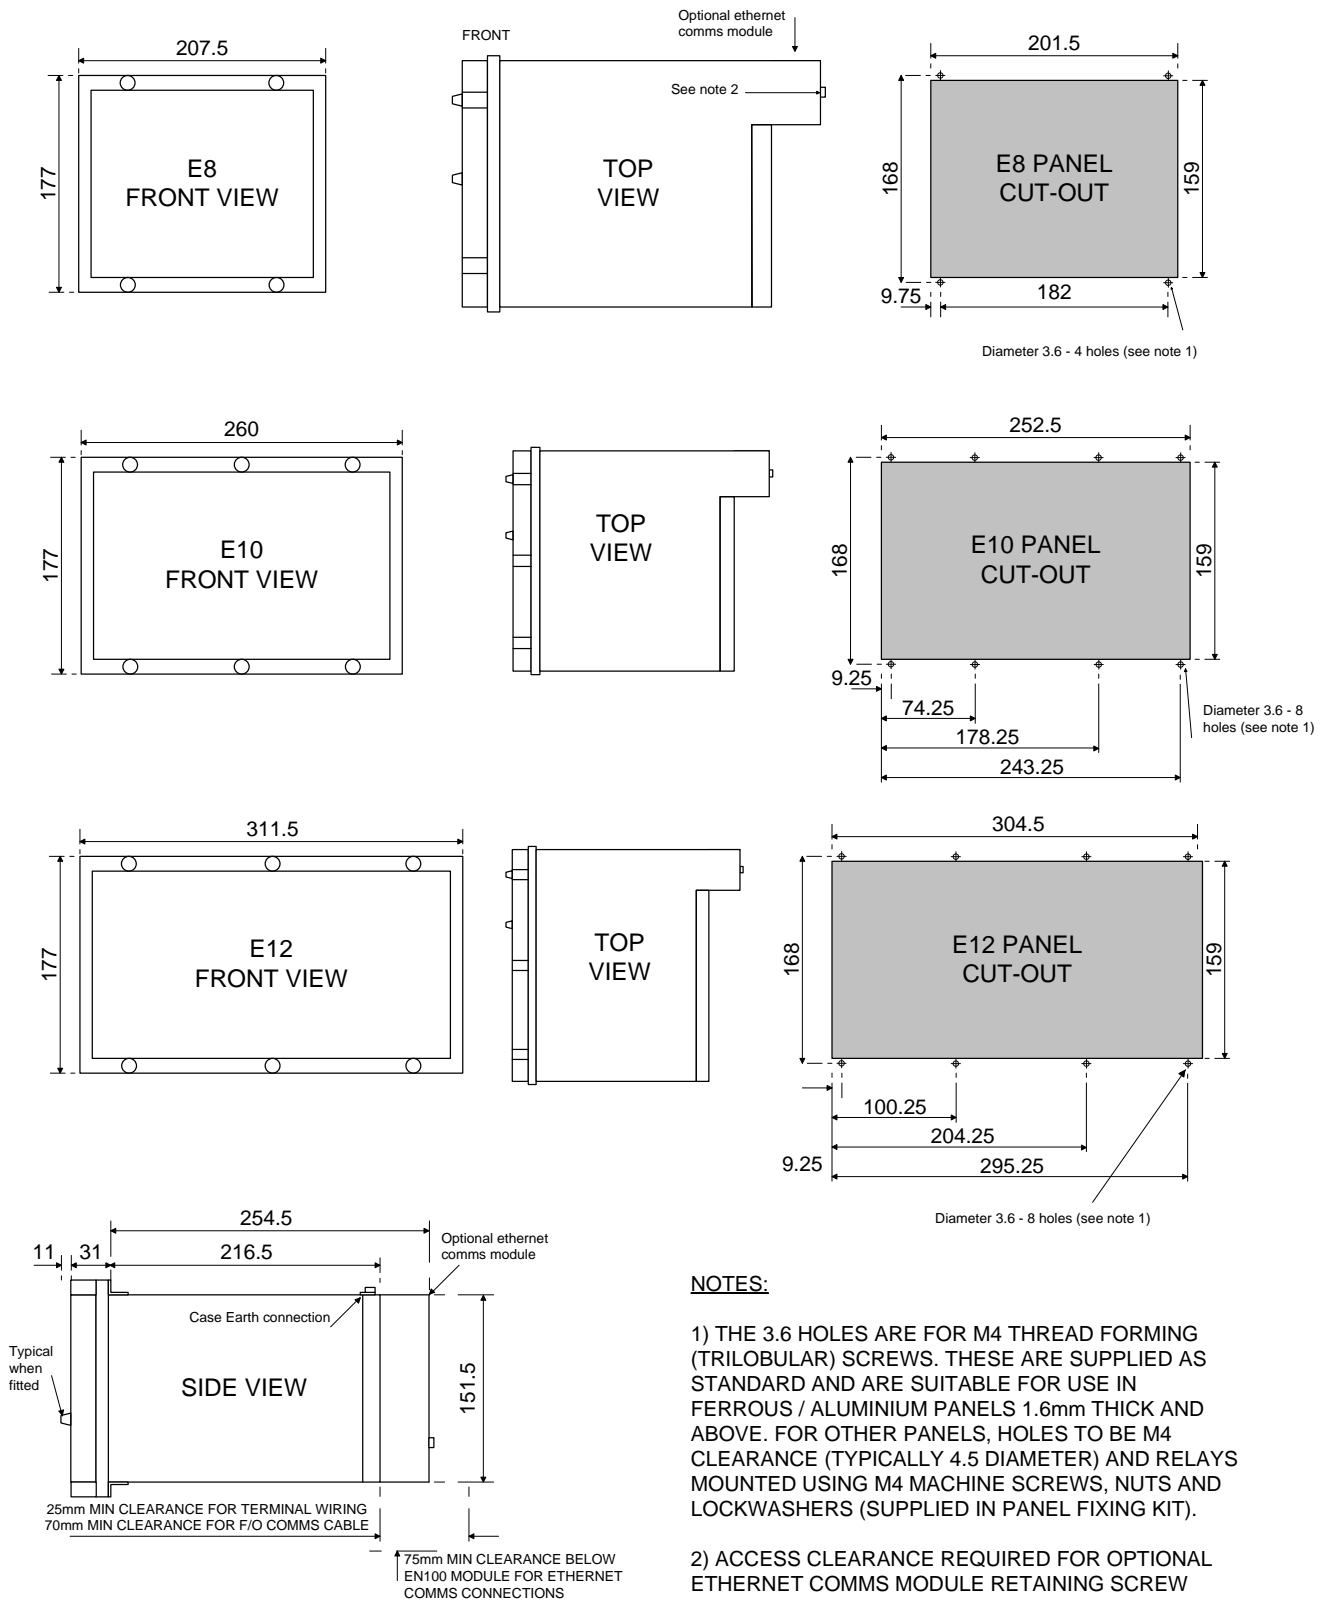 207.5
177
E8
FRONT VIEW
FRONT
Optional ethernet
comms module
See note 2
TOP
VIEW
201.5
168
E8 PANEL
CUT-OUT
159
9.75
182
Diameter 3.6 - 4 holes (see note 1)
260
177
E10
FRONT VIEW
TOP
VIEW
252.5
168
E10 PANEL
CUT-OUT
159
9.25
74.25
178.25
243.25
Diameter 3.6 - 8
holes (see note 1)
311.5
177
E12
FRONT VIEW
TOP
VIEW
304.5
168
E12 PANEL
CUT-OUT
159
100.25
204.25
9.25
295.25
Diameter 3.6 - 8 holes (see note 1)
254.5
11
31
216.5
Optional ethernet
comms module
Case Earth connection
Typical
when
fitted
SIDE VIEW
151.5
25mm MIN CLEARANCE FOR TERMINAL WIRING
70mm MIN CLEARANCE FOR F/O COMMS CABLE
75mm MIN CLEARANCE BELOW
EN100 MODULE FOR ETHERNET
COMMS CONNECTIONS
NOTES:
1) THE 3.6 HOLES ARE FOR M4 THREAD FORMING
(TRILOBULAR) SCREWS. THESE ARE SUPPLIED AS
STANDARD AND ARE SUITABLE FOR USE IN
FERROUS / ALUMINIUM PANELS 1.6mm THICK AND
ABOVE. FOR OTHER PANELS, HOLES TO BE M4
CLEARANCE (TYPICALLY 4.5 DIAMETER) AND RELAYS
MOUNTED USING M4 MACHINE SCREWS, NUTS AND
LOCKWASHERS (SUPPLIED IN PANEL FIXING KIT).
2) ACCESS CLEARANCE REQUIRED FOR OPTIONAL
ETHERNET COMMS MODULE RETAINING SCREW